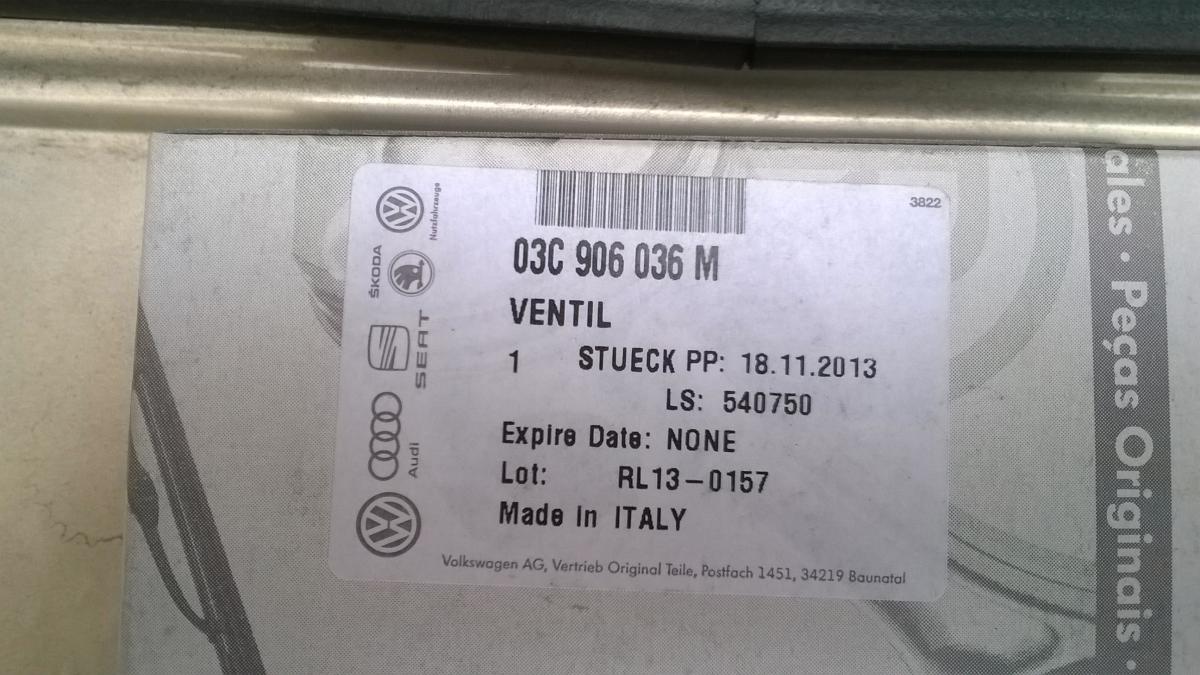 3822
Nutzfahrzeuge
ŠKODA
SEAT
Audi
03C 906 036 M
VENTIL
1 STUECK PP: 18.11.2013
LS: 540750
Expire Date: NONE
Lot: RL13-0157
Made in ITALY
Volkswagen AG, Vertrieb Original Teile, Postfach 1451, 34219 Baunatal
ales · Peças Originais ·